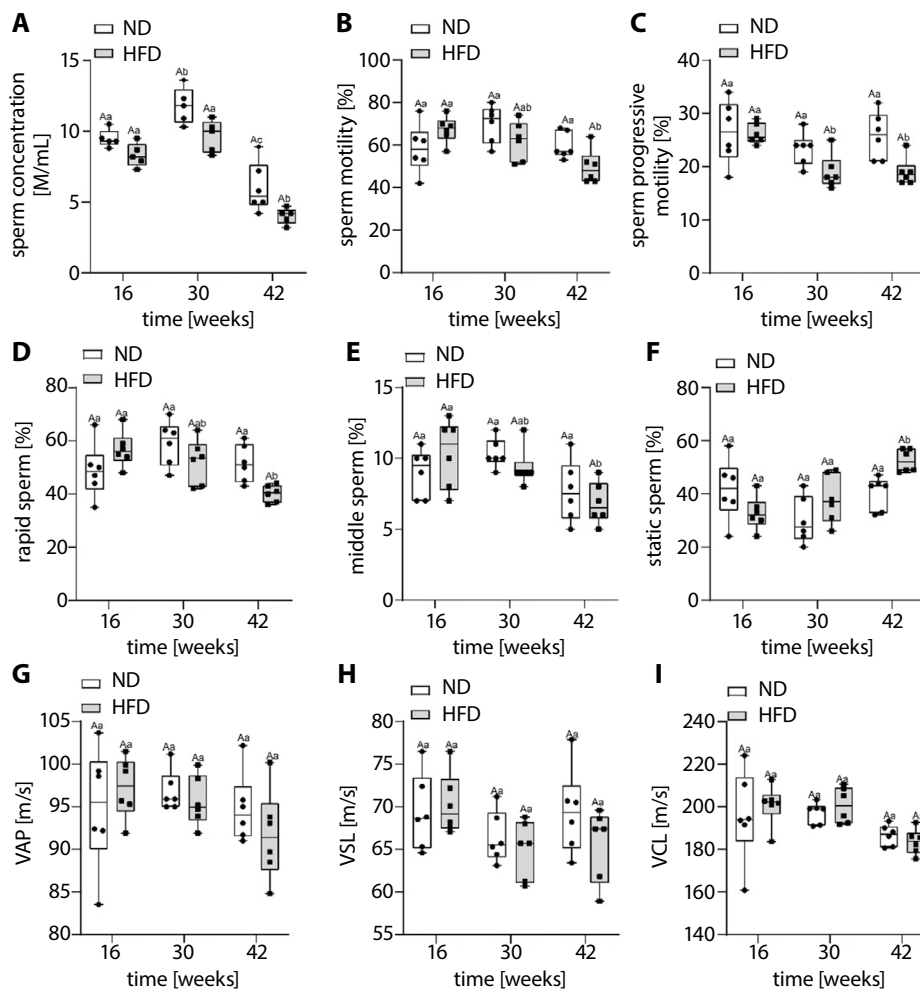 A
ND
HFD
sperm concentration
[M/mL]
15
10
5
0
Aa
Aa
Ab
Aa
Ac
Ab
16
30
42
time [weeks]
B
ND
HFD
sperm motility [%]
100
80
60
40
20
0
Aa
Aa
Aa
Aab
Aa
Ab
16
30
42
time [weeks]
C
ND
HFD
sperm progressive
motility [%]
40
30
20
10
0
Aa
Aa
Aa
Ab
Aa
Ab
16
30
42
time [weeks]
D
ND
HFD
rapid sperm [%]
80
60
40
20
0
Aa
Aa
Aa
Aab
Aa
Ab
16
30
42
time [weeks]
E
ND
HFD
middle sperm [%]
15
10
5
0
Aa
Aa
Aa
Aab
Aa
Ab
16
30
42
time [weeks]
F
ND
HFD
static sperm [%]
80
60
40
20
0
Aa
Aa
Aa
Aa
Aa
Ab
16
30
42
time [weeks]
G
ND
HFD
VAP [m/s]
105
100
95
90
85
80
Aa
Aa
Aa
Aa
Aa
Aa
16
30
42
time [weeks]
H
ND
HFD
VSL [m/s]
80
75
70
65
60
55
Aa
Aa
Aa
Aa
Aa
Aa
16
30
42
time [weeks]
I
ND
HFD
VCL [m/s]
240
220
200
180
160
140
Aa
Aa
Aa
Aa
Aa
Aa
16
30
42
time [weeks]